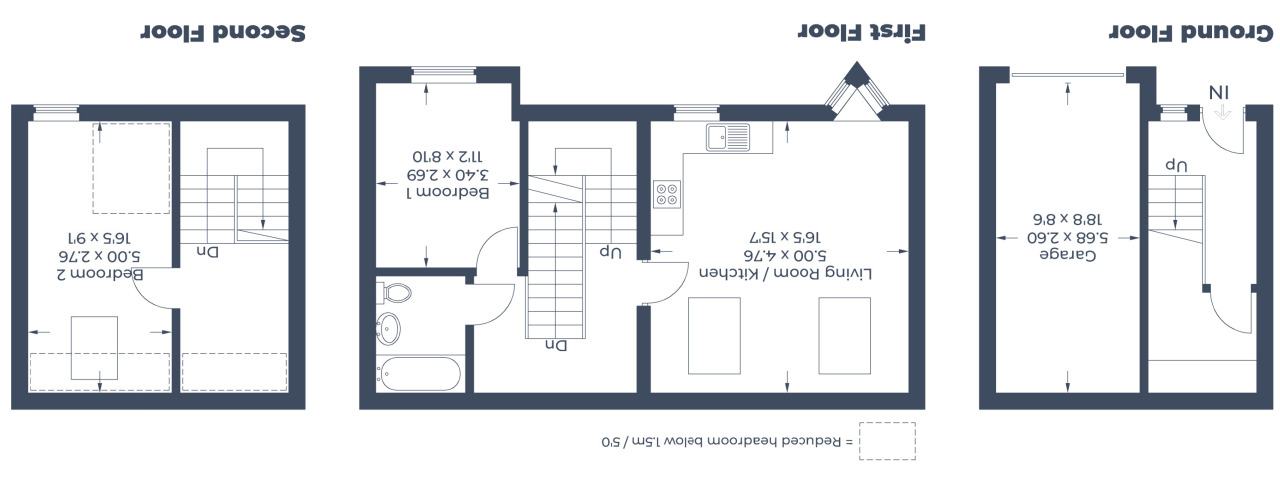 = Reduced headroom below 1.5m / 5'0
Garage
5.68 x 2.60
18'8 x 8'6
Up
IN
Ground Floor
Living Room / Kitchen
5.00 x 4.76
16'5 x 15'7
Dn
Up
Bedroom 1
3.40 x 2.69
11'2 x 8'10
First Floor
Dn
Bedroom 2
5.00 x 2.76
16'5 x 9'1
Second Floor